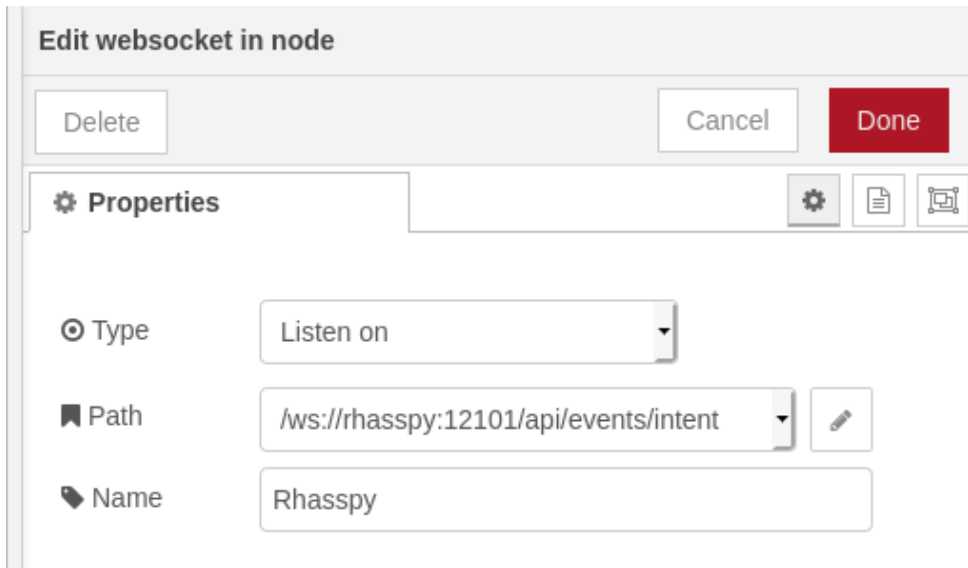 Edit websocket in node
Delete Cancel Done
Properties
Type Listen on
Path /ws://rhasspy:12101/api/events/intent
Name Rhasspy